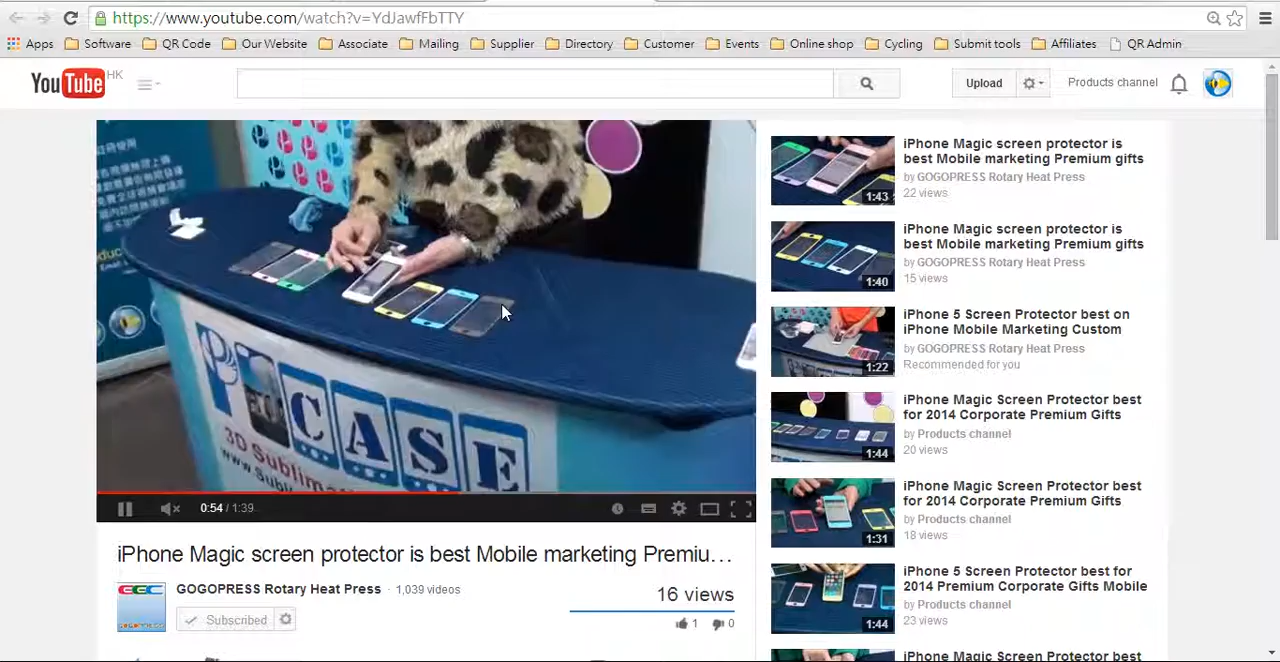 https://www.youtube.com/watch?v=YdJawfFbTTY
Apps Software QR Code Our Website Associate Mailing Supplier Directory Customer Events Online shop Cycling Submit tools Affiliates QR Admin
YouTube HK
Upload
Products channel
P CASE
3D Sublima
www.Subli
0:54 / 1:39
iPhone Magic screen protector is best Mobile marketing Premiu...
GOGOPRESS Rotary Heat Press · 1,039 videos
Subscribed
16 views
1 0
1:43
iPhone Magic screen protector is
best Mobile marketing Premium gifts
by GOGOPRESS Rotary Heat Press
22 views
1:40
iPhone Magic screen protector is
best Mobile marketing Premium gifts
by GOGOPRESS Rotary Heat Press
15 views
1:22
iPhone 5 Screen Protector best on
iPhone Mobile Marketing Custom
by GOGOPRESS Rotary Heat Press
Recommended for you
1:44
iPhone Magic Screen Protector best
for 2014 Corporate Premium Gifts
by Products channel
20 views
1:31
iPhone Magic Screen Protector best
for 2014 Corporate Premium Gifts
by Products channel
18 views
1:44
iPhone 5 Screen Protector best for
2014 Premium Corporate Gifts Mobile
by Products channel
23 views
iPhone Magic Screen Protector best